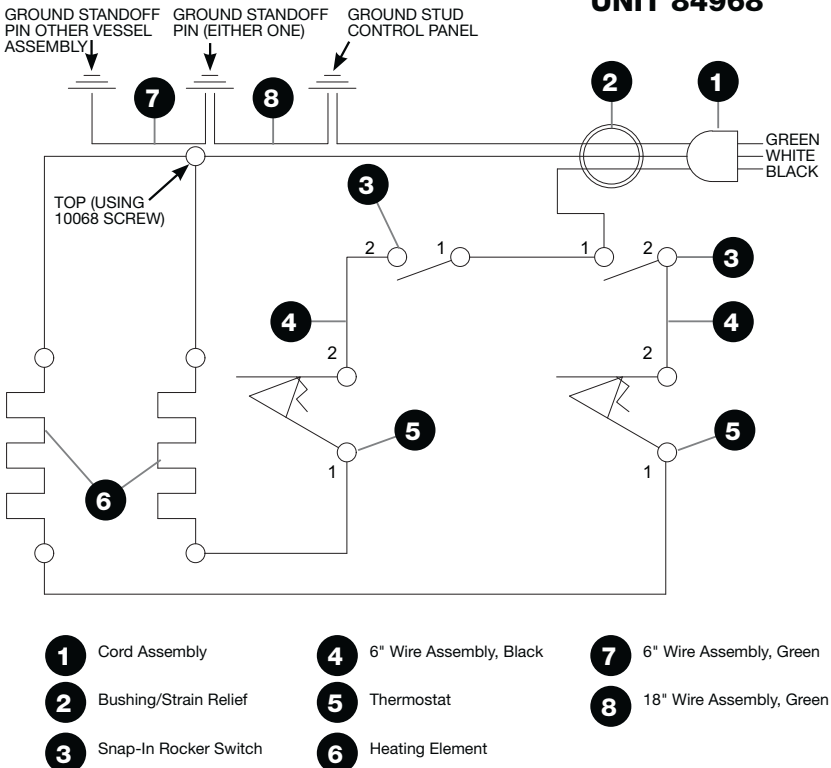 UNIT 84968
GROUND STANDOFF
PIN OTHER VESSEL
ASSEMBLY
GROUND STANDOFF
PIN (EITHER ONE)
GROUND STUD
CONTROL PANEL
7
8
2
1
GREEN
WHITE
BLACK
TOP (USING
10068 SCREW)
3
2
1
1
2
3
4
4
2
2
5
5
1
1
6
1 Cord Assembly
2 Bushing/Strain Relief
3 Snap-In Rocker Switch
4 6" Wire Assembly, Black
5 Thermostat
6 Heating Element
7 6" Wire Assembly, Green
8 18" Wire Assembly, Green